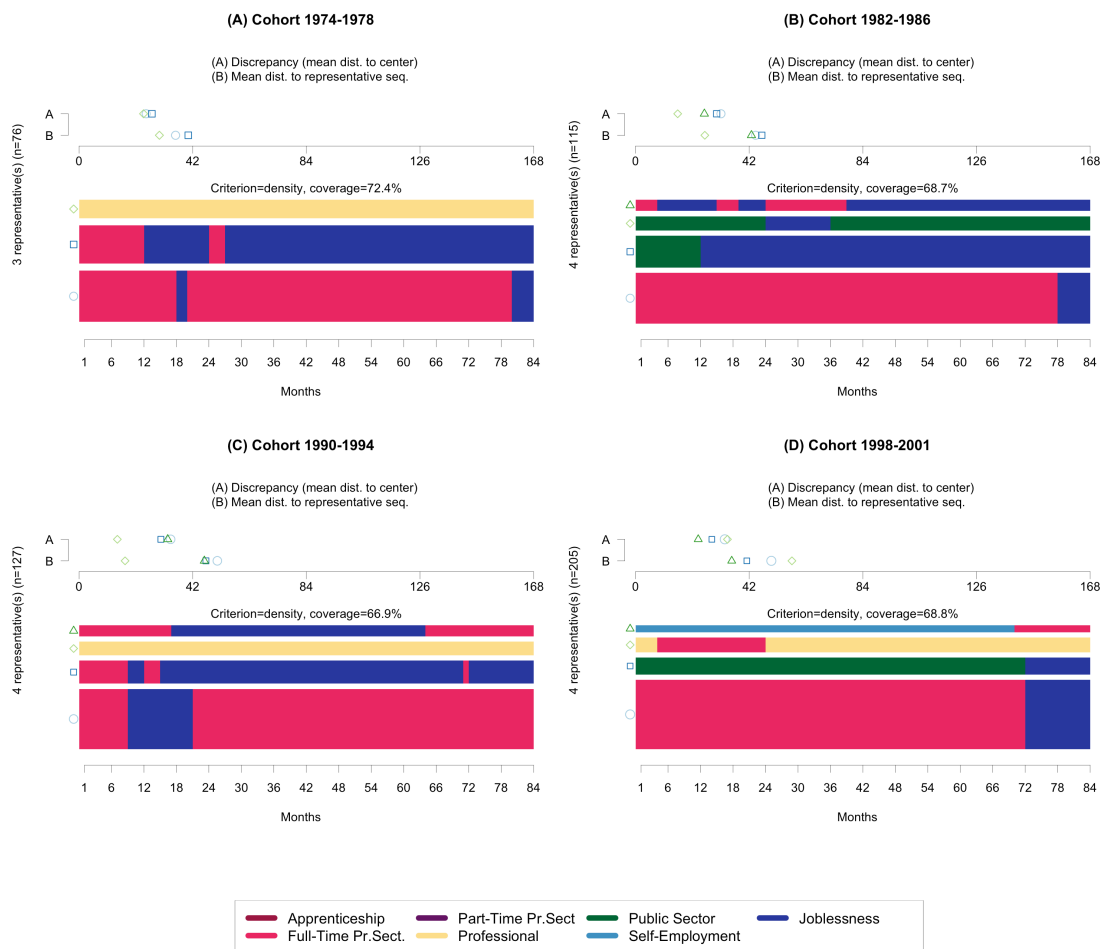 (A) Cohort 1974-1978
(A) Discrepancy (mean dist. to center)
(B) Mean dist. to representative seq.
A
B
0 42 84 126 168
3 representative(s) (n=76)
Criterion=density, coverage=72.4%
1 6 12 18 24 30 36 42 48 54 60 66 72 78 84
Months
(B) Cohort 1982-1986
(A) Discrepancy (mean dist. to center)
(B) Mean dist. to representative seq.
A
B
0 42 84 126 168
4 representative(s) (n=115)
Criterion=density, coverage=68.7%
1 6 12 18 24 30 36 42 48 54 60 66 72 78 84
Months
(C) Cohort 1990-1994
(A) Discrepancy (mean dist. to center)
(B) Mean dist. to representative seq.
A
B
0 42 84 126 168
4 representative(s) (n=127)
Criterion=density, coverage=66.9%
1 6 12 18 24 30 36 42 48 54 60 66 72 78 84
Months
(D) Cohort 1998-2001
(A) Discrepancy (mean dist. to center)
(B) Mean dist. to representative seq.
A
B
0 42 84 126 168
4 representative(s) (n=205)
Criterion=density, coverage=68.8%
1 6 12 18 24 30 36 42 48 54 60 66 72 78 84
Months
Apprenticeship Part-Time Pr.Sect Public Sector Joblessness
Full-Time Pr.Sect. Professional Self-Employment